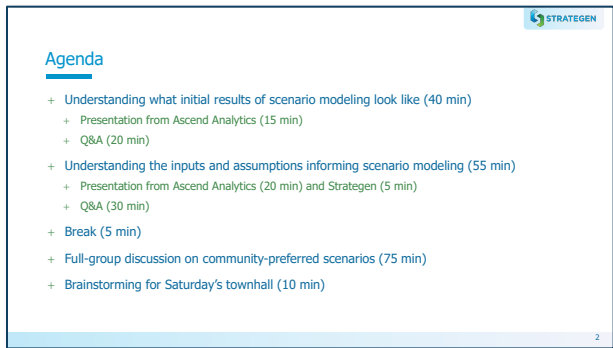 STRATEGEN
Agenda
+ Understanding what initial results of scenario modeling look like (40 min)
+ Presentation from Ascend Analytics (15 min)
+ Q&A (20 min)
+ Understanding the inputs and assumptions informing scenario modeling (55 min)
+ Presentation from Ascend Analytics (20 min) and Strategen (5 min)
+ Q&A (30 min)
+ Break (5 min)
+ Full-group discussion on community-preferred scenarios (75 min)
+ Brainstorming for Saturday's townhall (10 min)
2